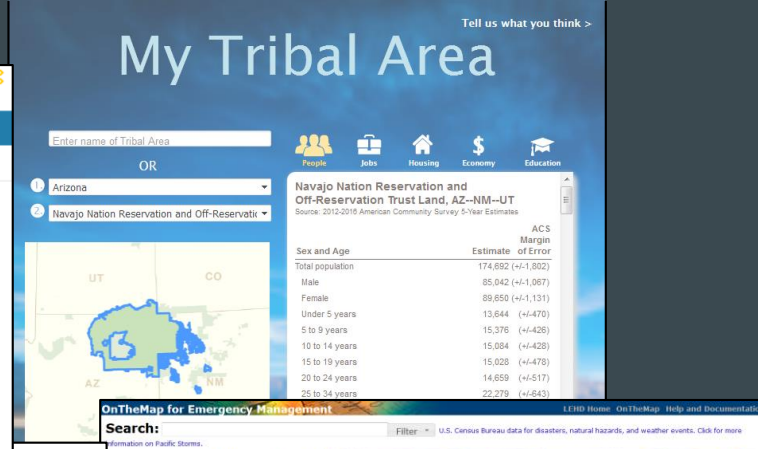 Tell us what you think >
My Tribal Area
Enter name of Tribal Area
OR
1 Arizona
2 Navajo Nation Reservation and Off-Reservatic
People Jobs Housing Economy Education
Navajo Nation Reservation and
Off-Reservation Trust Land, AZ--NM--UT
Source: 2012-2016 American Community Survey 5-Year Estimates
ACS
Margin
Sex and Age Estimate of Error
Total population 174,692 (+/-1,802)
Male 85,042 (+/-1,067)
Female 89,650 (+/-1,131)
Under 5 years 13,644 (+/-470)
5 to 9 years 15,376 (+/-426)
10 to 14 years 15,084 (+/-428)
15 to 19 years 15,028 (+/-478)
20 to 24 years 14,659 (+/-517)
25 to 34 years 22,279 (+/-643)
UT CO
AZ NM
OnTheMap for Emergency Management LEHD Home OnTheMap Help and Documentatio
Search: Filter U.S. Census Bureau data for disasters, natural hazards, and weather events. Click for more
information on Pacific Storms.